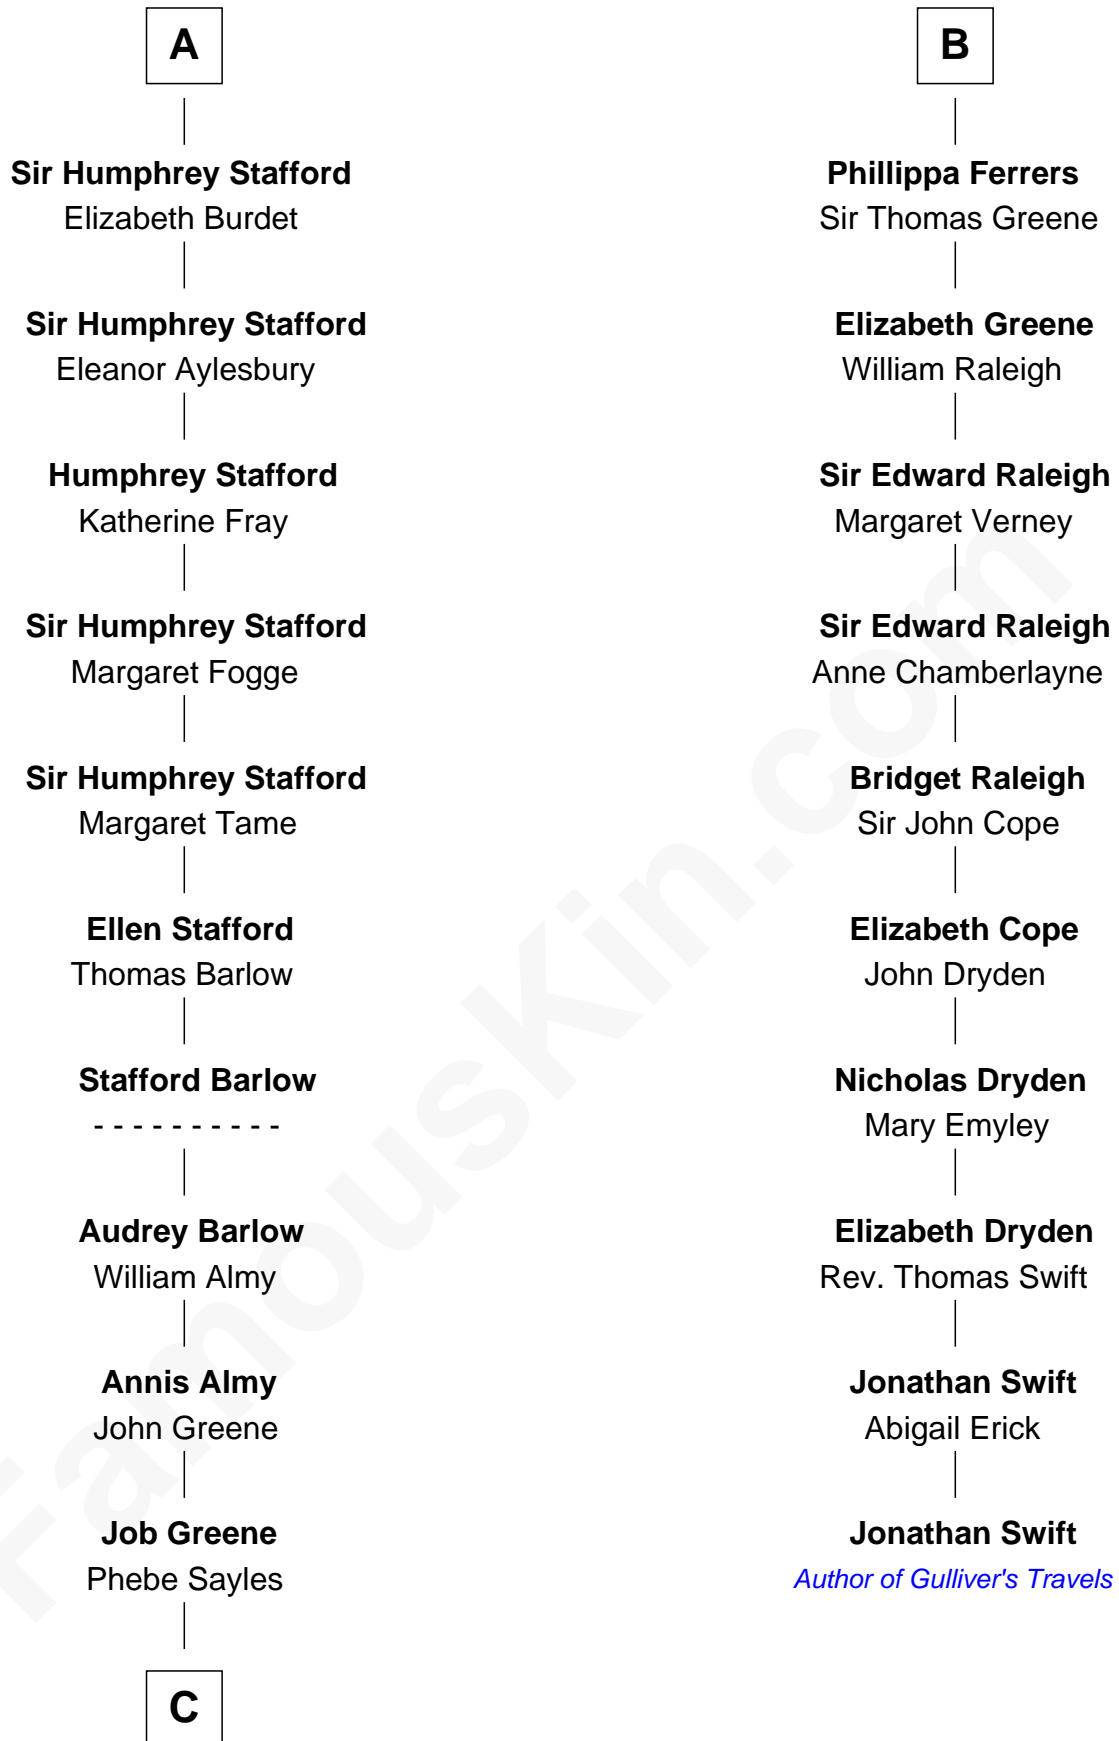 A
Sir Humphrey Stafford
Elizabeth Burdet
Sir Humphrey Stafford
Eleanor Aylesbury
Humphrey Stafford
Katherine Fray
Sir Humphrey Stafford
Margaret Fogge
Sir Humphrey Stafford
Margaret Tame
Ellen Stafford
Thomas Barlow
Stafford Barlow
- - - - - - - - - -
Audrey Barlow
William Almy
Annis Almy
John Greene
Job Greene
Phebe Sayles
C
B
Phillippa Ferrers
Sir Thomas Greene
Elizabeth Greene
William Raleigh
Sir Edward Raleigh
Margaret Verney
Sir Edward Raleigh
Anne Chamberlayne
Bridget Raleigh
Sir John Cope
Elizabeth Cope
John Dryden
Nicholas Dryden
Mary Emyley
Elizabeth Dryden
Rev. Thomas Swift
Jonathan Swift
Abigail Erick
Jonathan Swift
Author of Gulliver's Travels
FamousKin.com